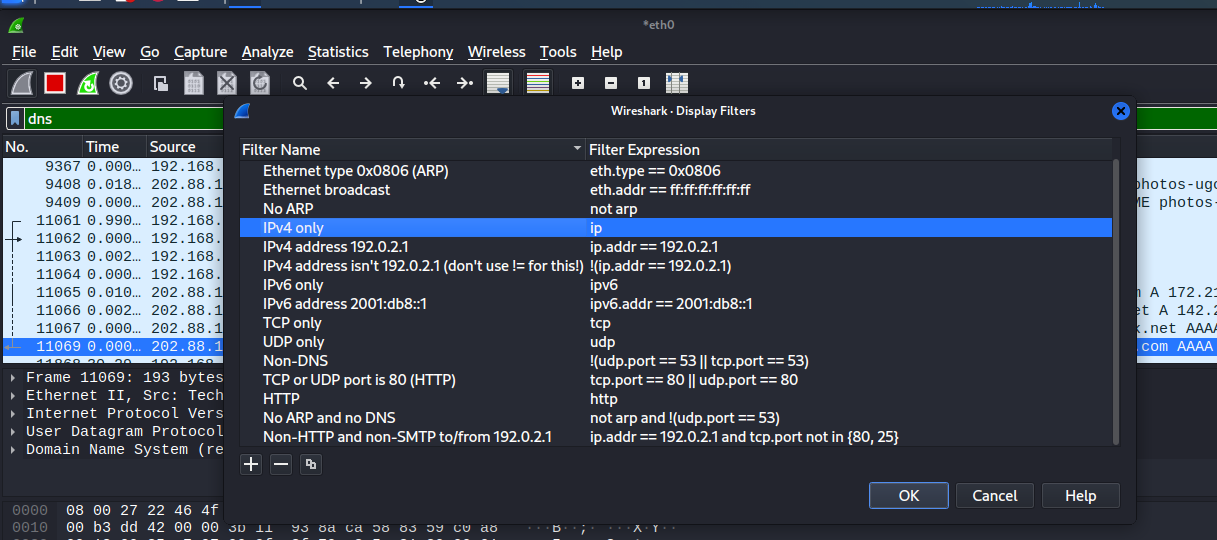 *eth0
File Edit View Go Capture Analyze Statistics Telephony Wireless Tools Help
dns
Wireshark · Display Filters
No. Time Source
9367 0.000… 192.168.
9408 0.018… 202.88.1
9409 0.000… 202.88.1
11061 0.990… 192.168.
11062 0.000… 192.168.
11063 0.002… 192.168.
11064 0.000… 192.168.
11065 0.010… 202.88.1
11066 0.002… 202.88.1
11067 0.000… 202.88.1
11069 0.000… 202.88.1
Filter Name Filter Expression
Ethernet type 0x0806 (ARP) eth.type == 0x0806
Ethernet broadcast eth.addr == ff:ff:ff:ff:ff:ff
No ARP not arp
IPv4 only ip
IPv4 address 192.0.2.1 ip.addr == 192.0.2.1
IPv4 address isn't 192.0.2.1 (don't use != for this!) !(ip.addr == 192.0.2.1)
IPv6 only ipv6
IPv6 address 2001:db8::1 ipv6.addr == 2001:db8::1
TCP only tcp
UDP only udp
Non-DNS !(udp.port == 53 || tcp.port == 53)
TCP or UDP port is 80 (HTTP) tcp.port == 80 || udp.port == 80
HTTP http
No ARP and no DNS not arp and !(udp.port == 53)
Non-HTTP and non-SMTP to/from 192.0.2.1 ip.addr == 192.0.2.1 and tcp.port not in {80, 25}
OK Cancel Help
photos-ugc
ME photos-
A 172.21
et A 142.2
k.net AAAA
.com AAAA
Frame 11069: 193 bytes
Ethernet II, Src: Tech
Internet Protocol Vers
User Datagram Protocol
Domain Name System (re
0000 08 00 27 22 46 4f
0010 00 b3 dd 42 00 00 3b 11 93 8a ca 58 83 59 c0 a8 ···B··;· ···X·Y··